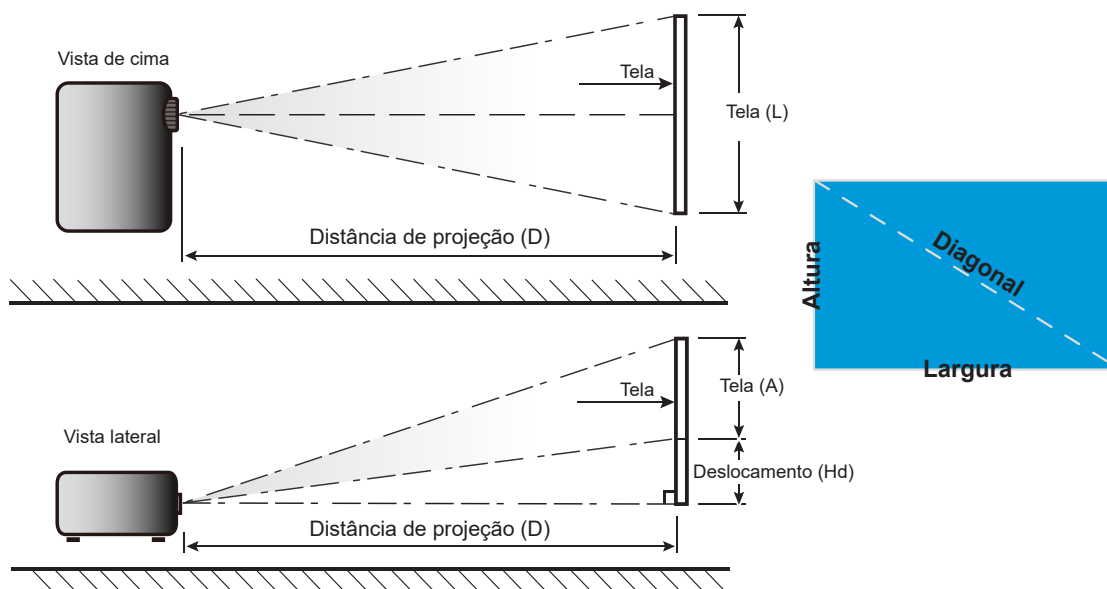 Vista de cima
Tela
Tela (L)
Distância de projeção (D)
Altura
Diagonal
Largura
Vista lateral
Tela
Tela (A)
Deslocamento (Hd)
Distância de projeção (D)